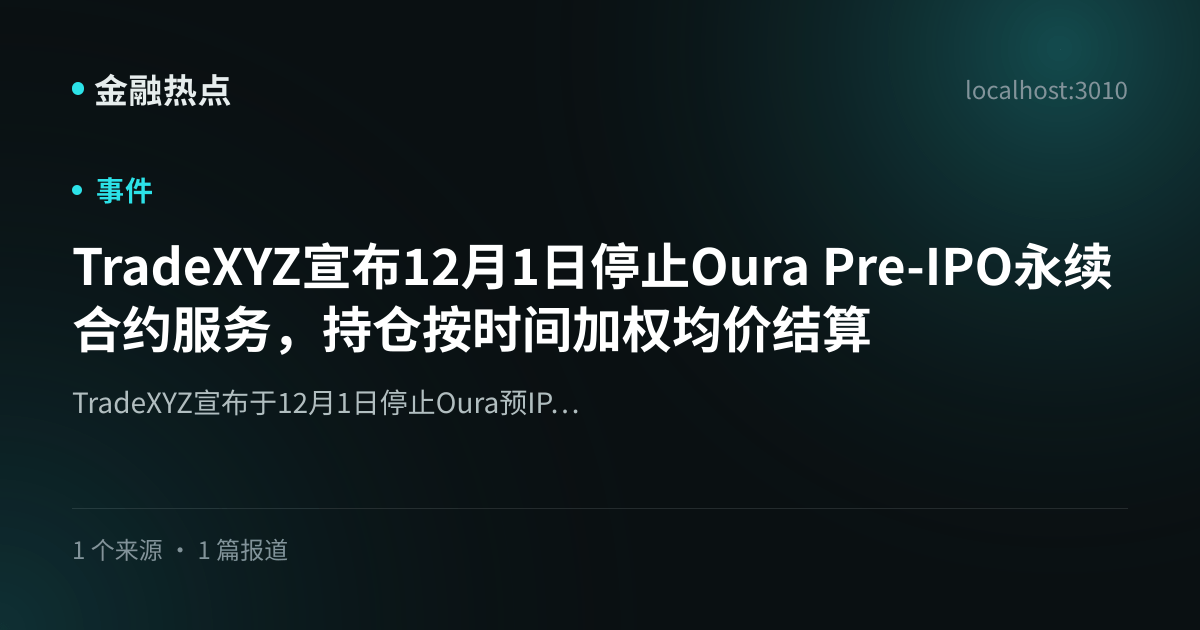 金融热点
localhost:3010
事件
TradeXYZ宣布12月1日停止Oura Pre-IPO永续
合约服务，持仓按时间加权均价结算
TradeXYZ宣布于12月1日停止Oura预IP…
1 个来源 · 1 篇报道